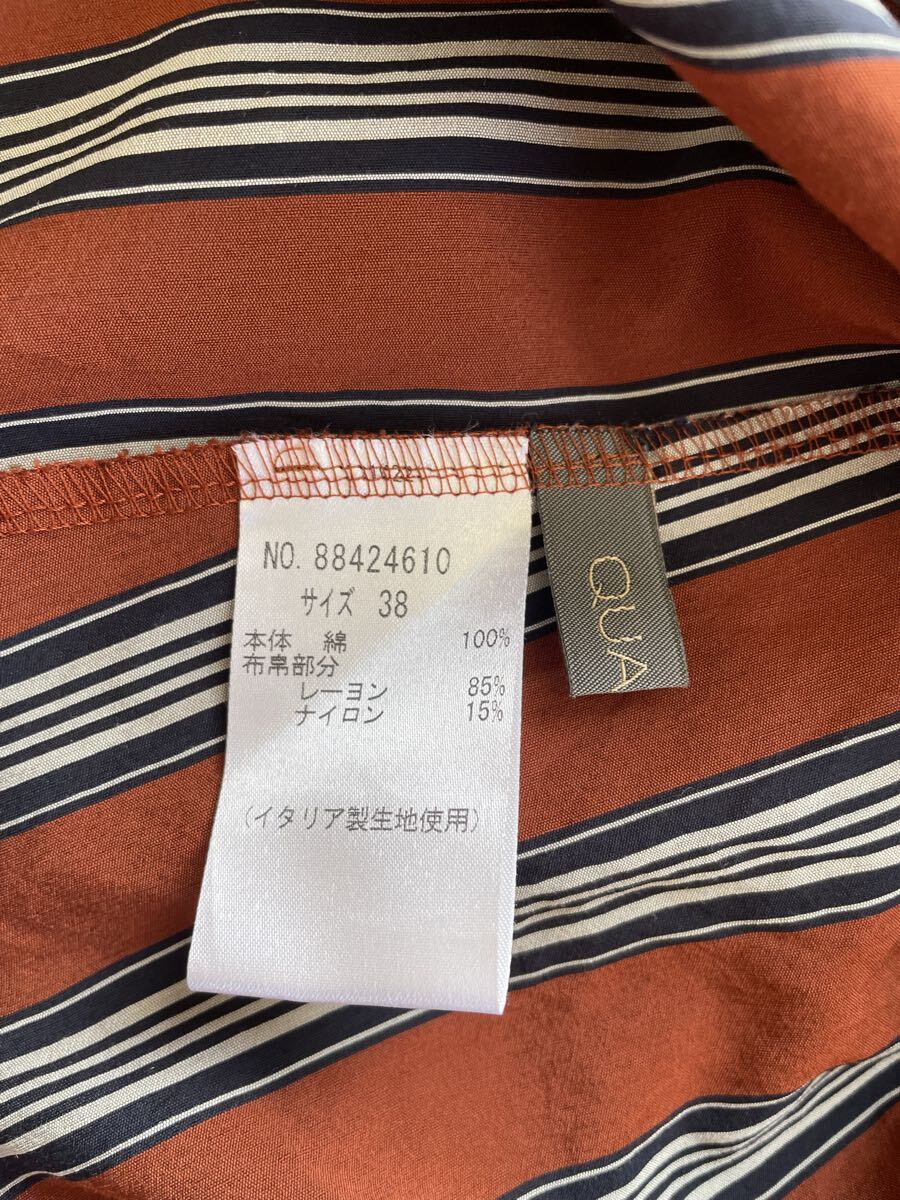 NO. 88424610
サイズ 38
本体 綿 100%
布帛部分
レーヨン 85%
ナイロン 15%
(イタリア製生地使用)
QUA